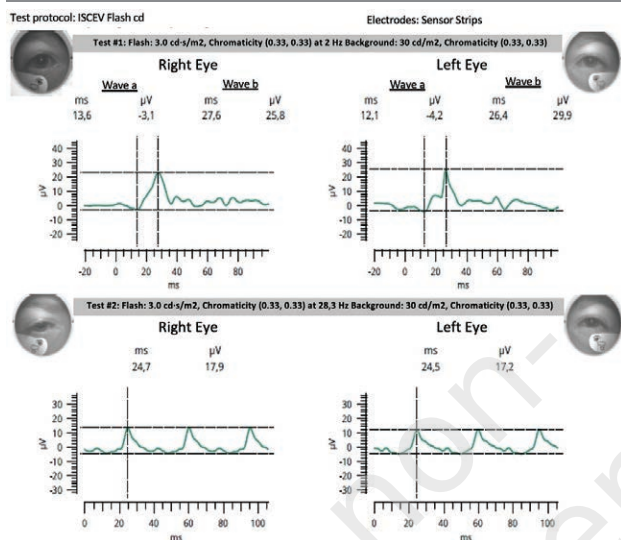 Test protocol: ISCEV Flash cd
Electrodes: Sensor Strips
Test #1: Flash: 3.0 cd·s/m2, Chromaticity (0.33, 0.33) at 2 Hz Background: 30 cd/m2, Chromaticity (0.33, 0.33)
Right Eye Left Eye
Wave a Wave b Wave a Wave b
ms µV ms µV ms µV ms µV
13,6 -3,1 27,6 25,8 12,1 -4,2 26,4 29,9
40 40
30 30
20 20
10 10
0 0
-10 -10
-20 -20
µV µV
-20 0 20 40 60 80 -20 0 20 40 60 80
ms ms
Test #2: Flash: 3.0 cd·s/m2, Chromaticity (0.33, 0.33) at 28,3 Hz Background: 30 cd/m2, Chromaticity (0.33, 0.33)
Right Eye Left Eye
ms µV ms µV
24,7 17,9 24,5 17,2
30 30
20 20
10 10
0 0
-10 -10
-20 -20
-30 -30
µV µV
0 20 40 60 80 100 0 20 40 60 80 100
ms ms
non-